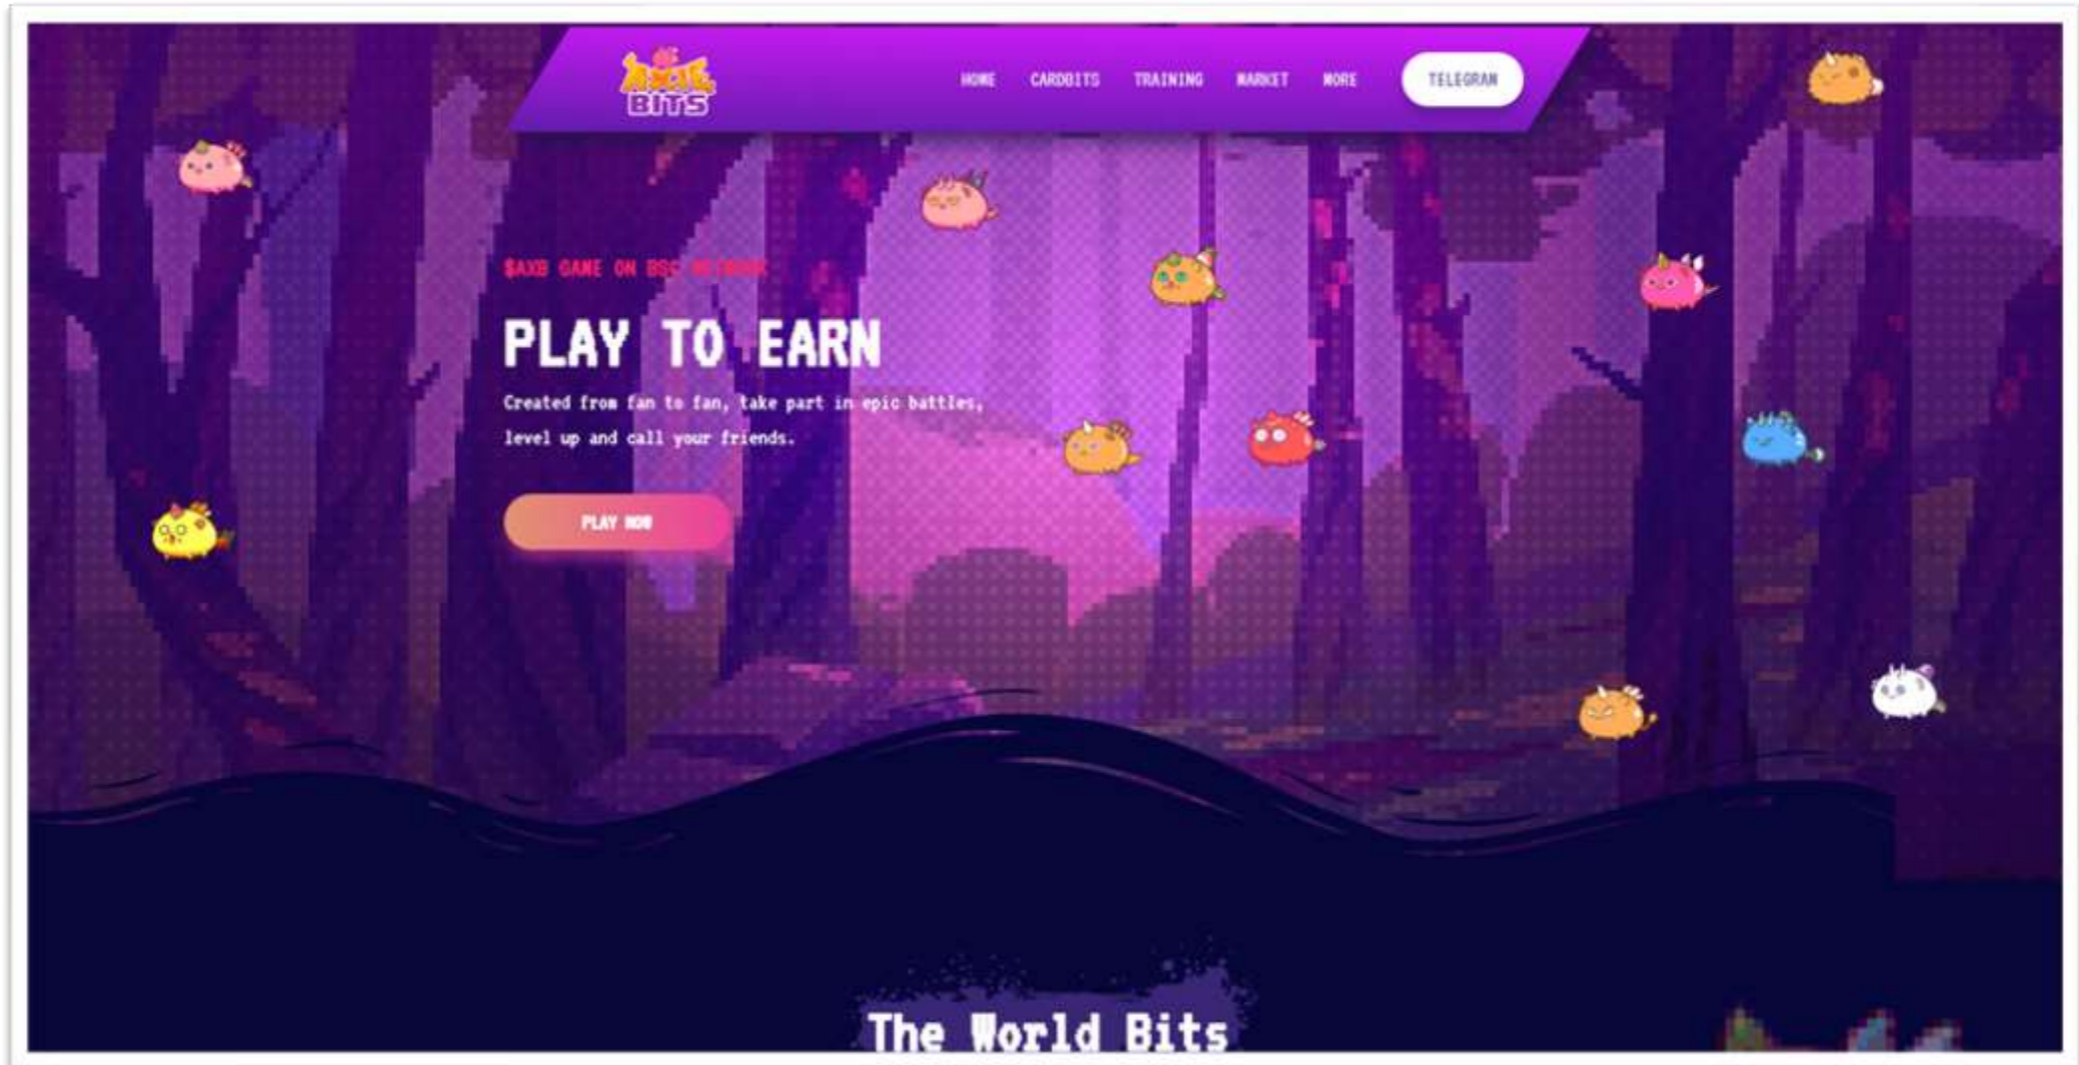 AXIE
BITS
HOME CARDBITS TRAINING MARKET MORE TELEGRAM
$AXB GAME ON BSC NETWORK
PLAY TO EARN
Created from fan to fan, take part in epic battles,
level up and call your friends.
PLAY NOW
The World Bits